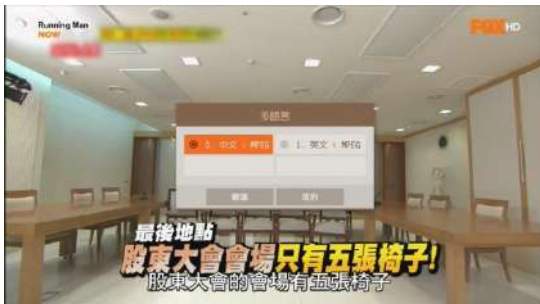 Running Man
NOW
FOX HD
多語言
0. 中文 < MPEG
1. 英文 < MPEG
確認
取消
最後地點
股東大會會場只有五張椅子!
股東大會的會場有五張椅子